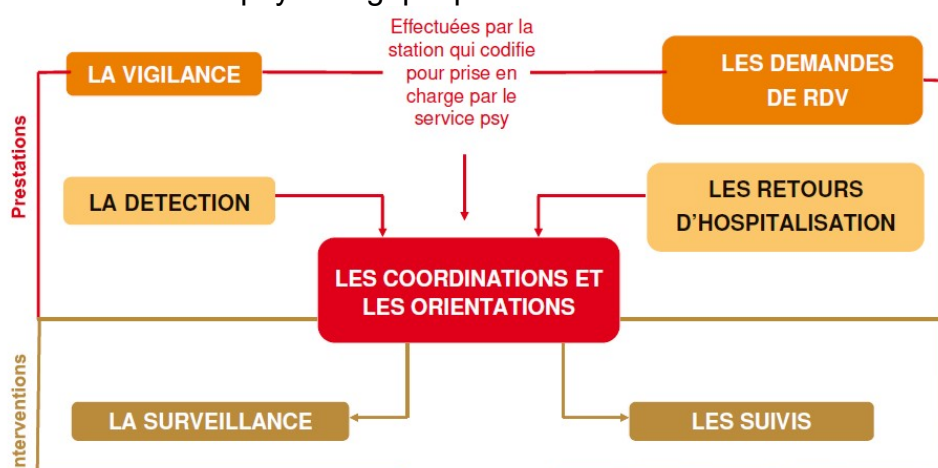 Effectuées par la
station qui codifie
pour prise en
charge par le
service psy
LA VIGILANCE
LES DEMANDES
DE RDV
Prestations
LA DETECTION
LES RETOURS
D'HOSPITALISATION
LES COORDINATIONS ET
LES ORIENTATIONS
nterventions
LA SURVEILLANCE
LES SUIVIS